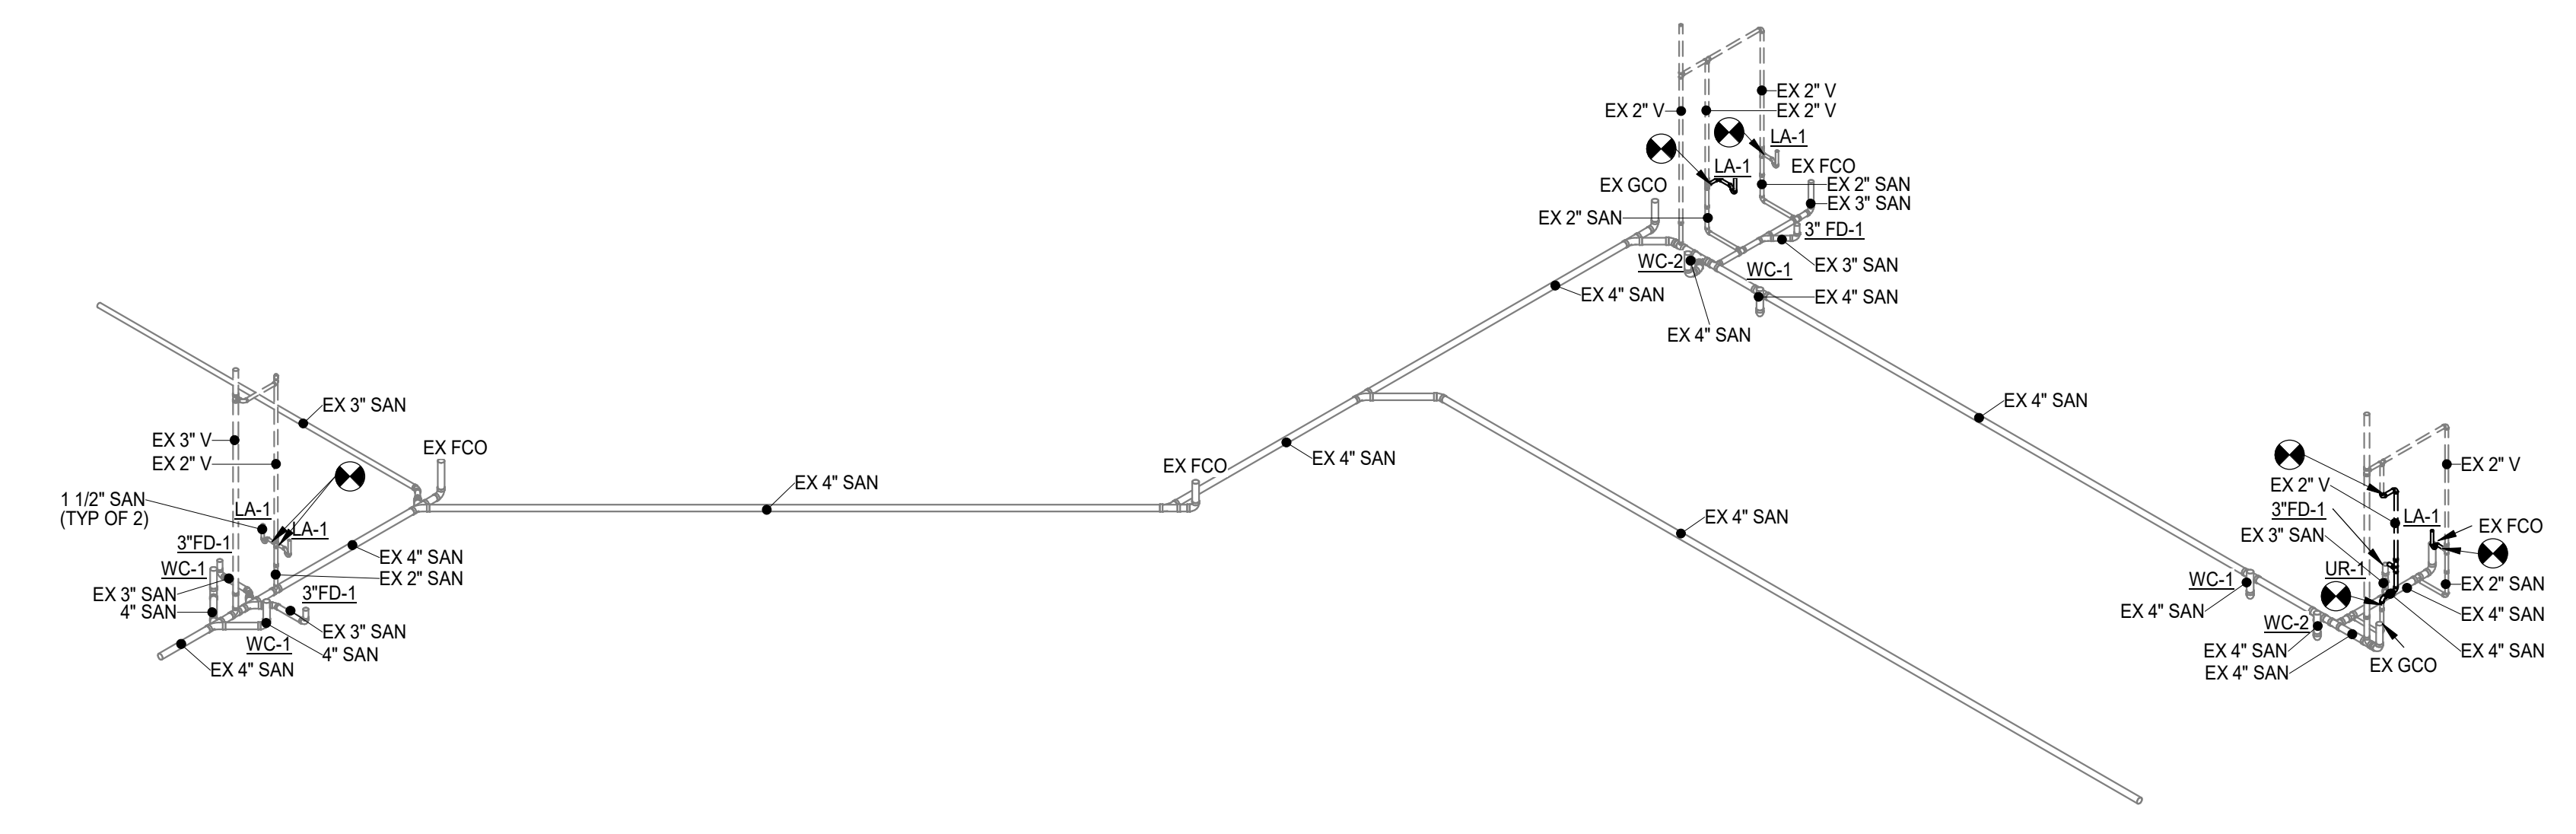 EX 3" SAN
EX 3" V
EX 2" V
EX FCO
1 1/2" SAN
(TYP OF 2)
LA-1
LA-1
3"FD-1
WC-1
EX 3" SAN
4" SAN
EX 4" SAN
EX 2" SAN
3"FD-1
EX 3" SAN
WC-1
4" SAN
EX 4" SAN
EX 4" SAN
EX FCO
EX 4" SAN
EX 4" SAN
EX 4" SAN
EX 2" V
EX 2" V
EX 2" V
LA-1
LA-1
EX FCO
EX GCO
EX 2" SAN
EX 3" SAN
EX 2" SAN
3" FD-1
WC-2
WC-1
EX 3" SAN
EX 4" SAN
EX 4" SAN
EX 4" SAN
EX 2" V
EX 2" V
3"FD-1
LA-1
EX FCO
EX 3" SAN
UR-1
WC-1
EX 2" SAN
EX 4" SAN
EX 4" SAN
WC-2
EX 4" SAN
EX 4" SAN
EX 4" SAN
EX GCO